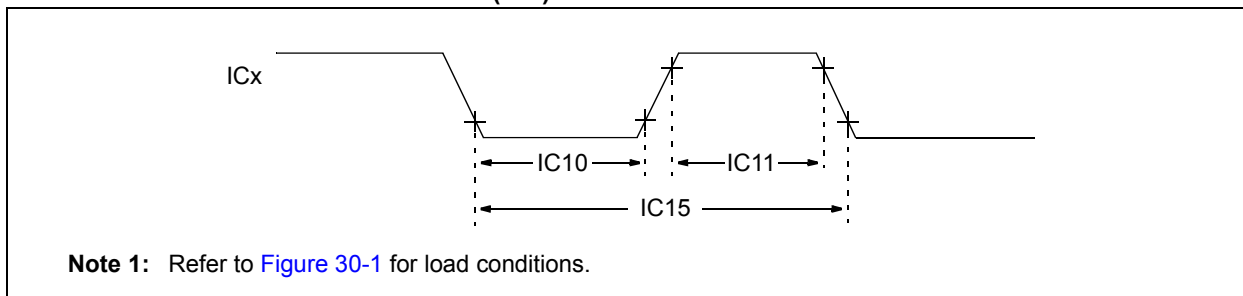 ICx
IC10
IC11
IC15
Note 1: Refer to Figure 30-1 for load conditions.